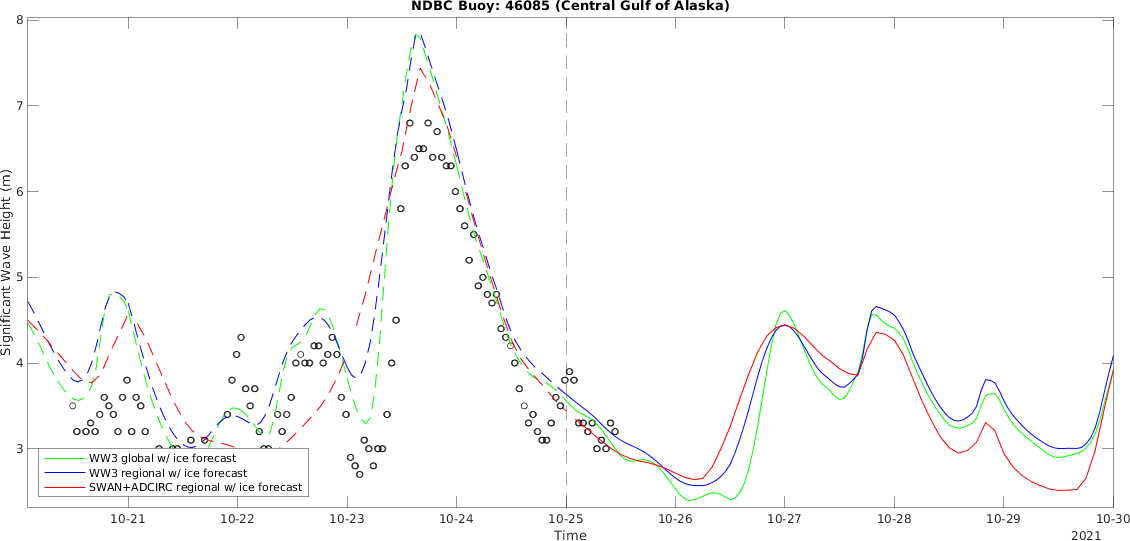 NDBC Buoy: 46085 (Central Gulf of Alaska)
8
7
6
5
4
3
Significant Wave Height (m)
WW3 global w/ ice forecast
WW3 regional w/ ice forecast
SWAN+ADCIRC regional w/ ice forecast
10-21 10-22 10-23 10-24 10-25 10-26 10-27 10-28 10-29 10-30
Time
2021